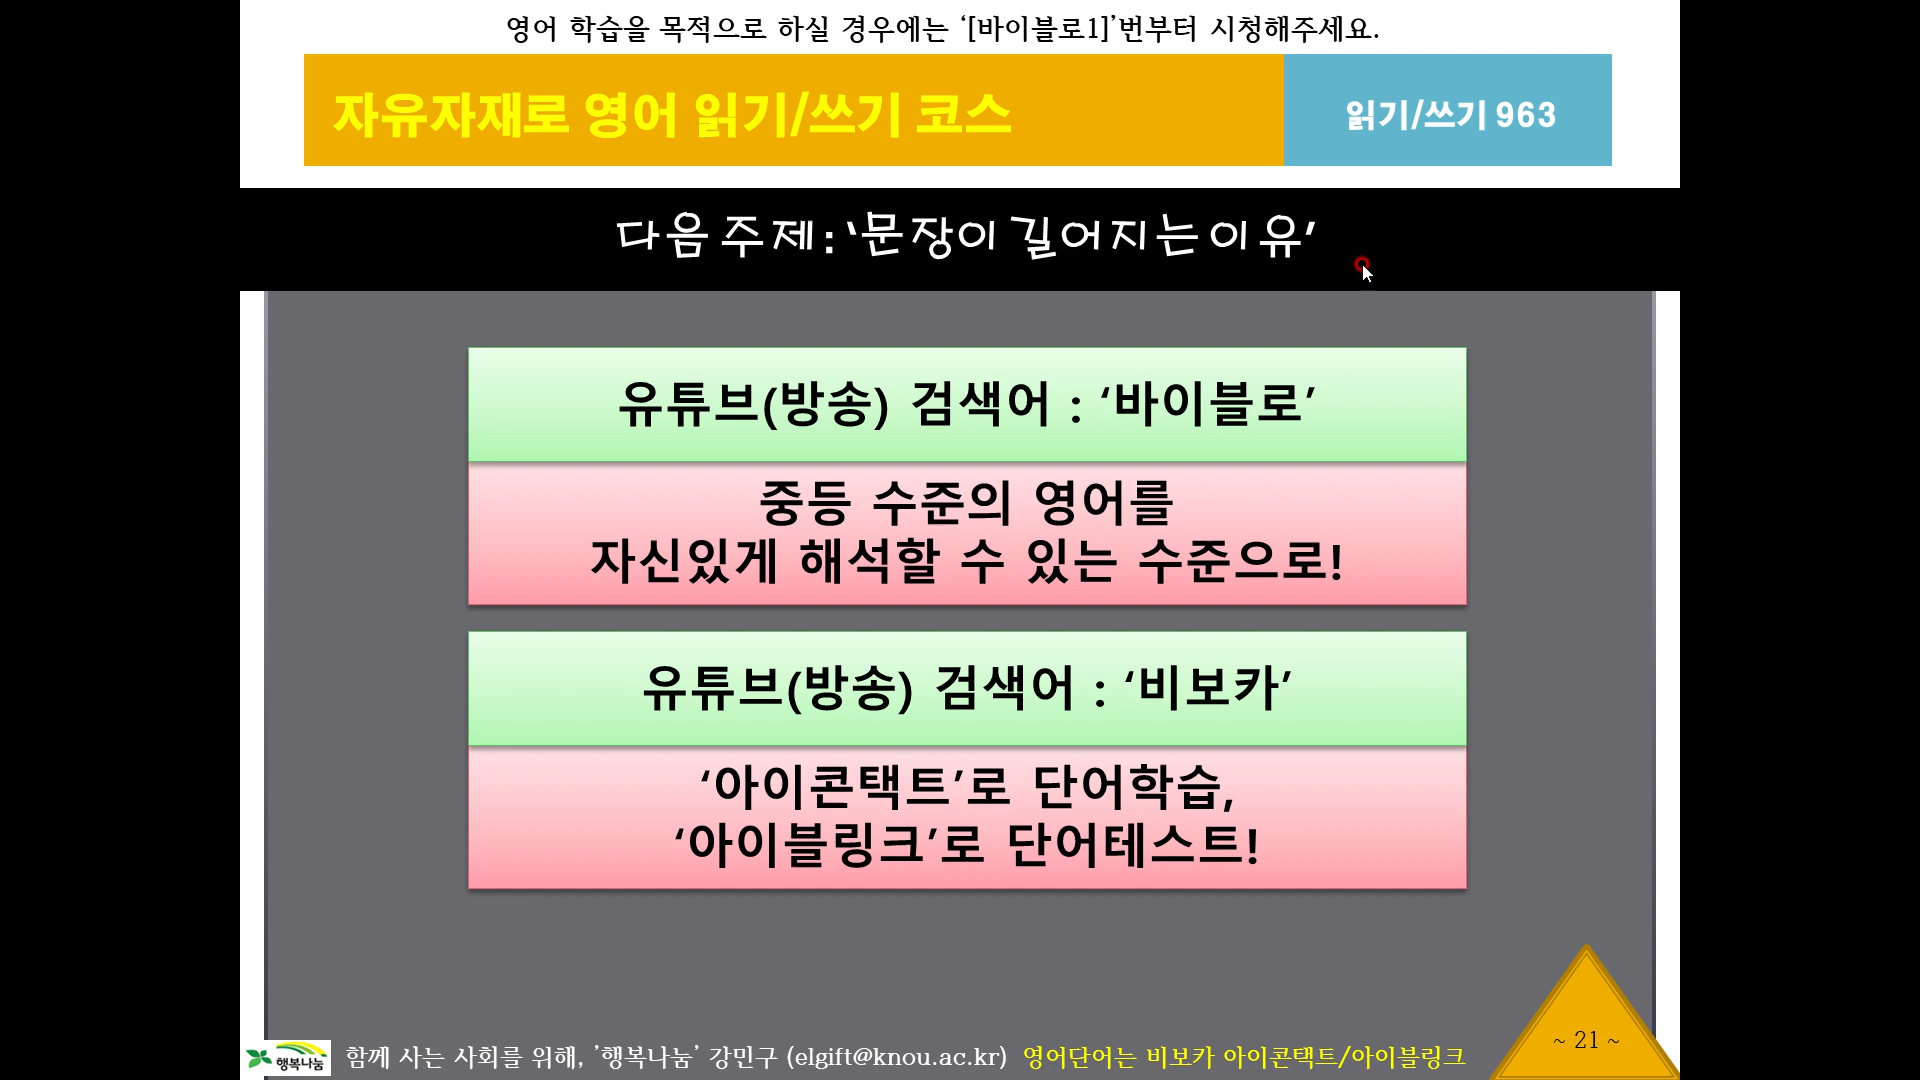 영어 학습을 목적으로 하실 경우에는 ‘[바이블로1]’번부터 시청해주세요.
자유자재로 영어 읽기/쓰기 코스
읽기/쓰기 963
다음 주제 : ‘문장이 길어지는 이유’
유튜브(방송) 검색어 : ‘바이블로’
중등 수준의 영어를
자신있게 해석할 수 있는 수준으로!
유튜브(방송) 검색어 : ‘비보카’
‘아이콘택트’로 단어학습,
‘아이블링크’로 단어테스트!
~ 21 ~
행복나눔
함께 사는 사회를 위해, ’행복나눔’ 강민구 (elgift@knou.ac.kr) 영어단어는 비보카 아이콘택트/아이블링크